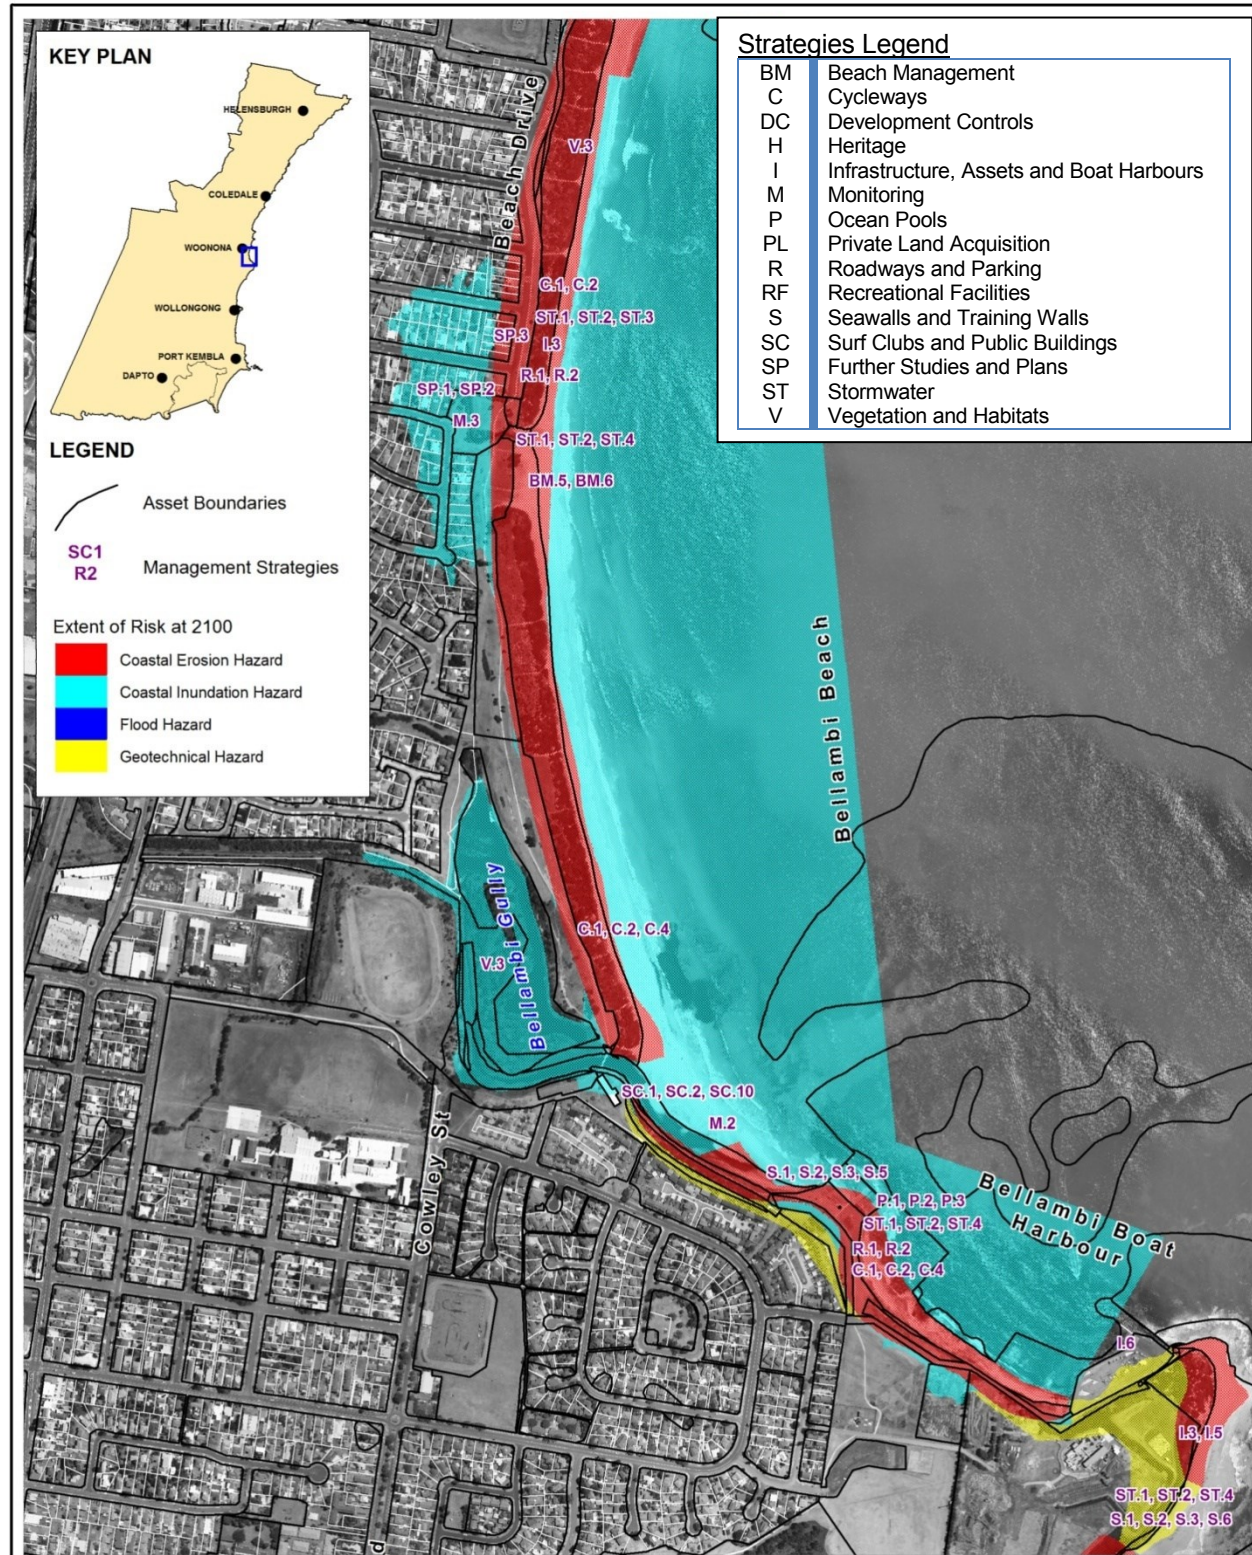 KEY PLAN
HELENSBURGH
COLEDALE
WOONONA
WOLLONGONG
PORT KEMBLA
DAPTO
LEGEND
Asset Boundaries
SC1
R2
Management Strategies
Extent of Risk at 2100
Coastal Erosion Hazard
Coastal Inundation Hazard
Flood Hazard
Geotechnical Hazard
Strategies Legend
BM Beach Management
C Cycleways
DC Development Controls
H Heritage
I Infrastructure, Assets and Boat Harbours
M Monitoring
P Ocean Pools
PL Private Land Acquisition
R Roadways and Parking
RF Recreational Facilities
S Seawalls and Training Walls
SC Surf Clubs and Public Buildings
SP Further Studies and Plans
ST Stormwater
V Vegetation and Habitats
Beach Drive
V.3
C.1, C.2
ST.1, ST.2, ST.3
SP.3
I.3
R.1, R.2
SP.1, SP.2
M.3
ST.1, ST.2, ST.4
BM.5, BM.6
Bellambi Beach
C.1, C.2, C.4
V.3
Bellambi Gully
SC.1, SC.2, SC.10
M.2
Cowley St
S.1, S.2, S.3, S.5
P.1, P.2, P.3
ST.1, ST.2, ST.4
R.1, R.2
C.1, C.2, C.4
Bellambi Boat
Harbour
I.6
I.3, I.5
ST.1, ST.2, ST.4
S.1, S.2, S.3, S.6
d